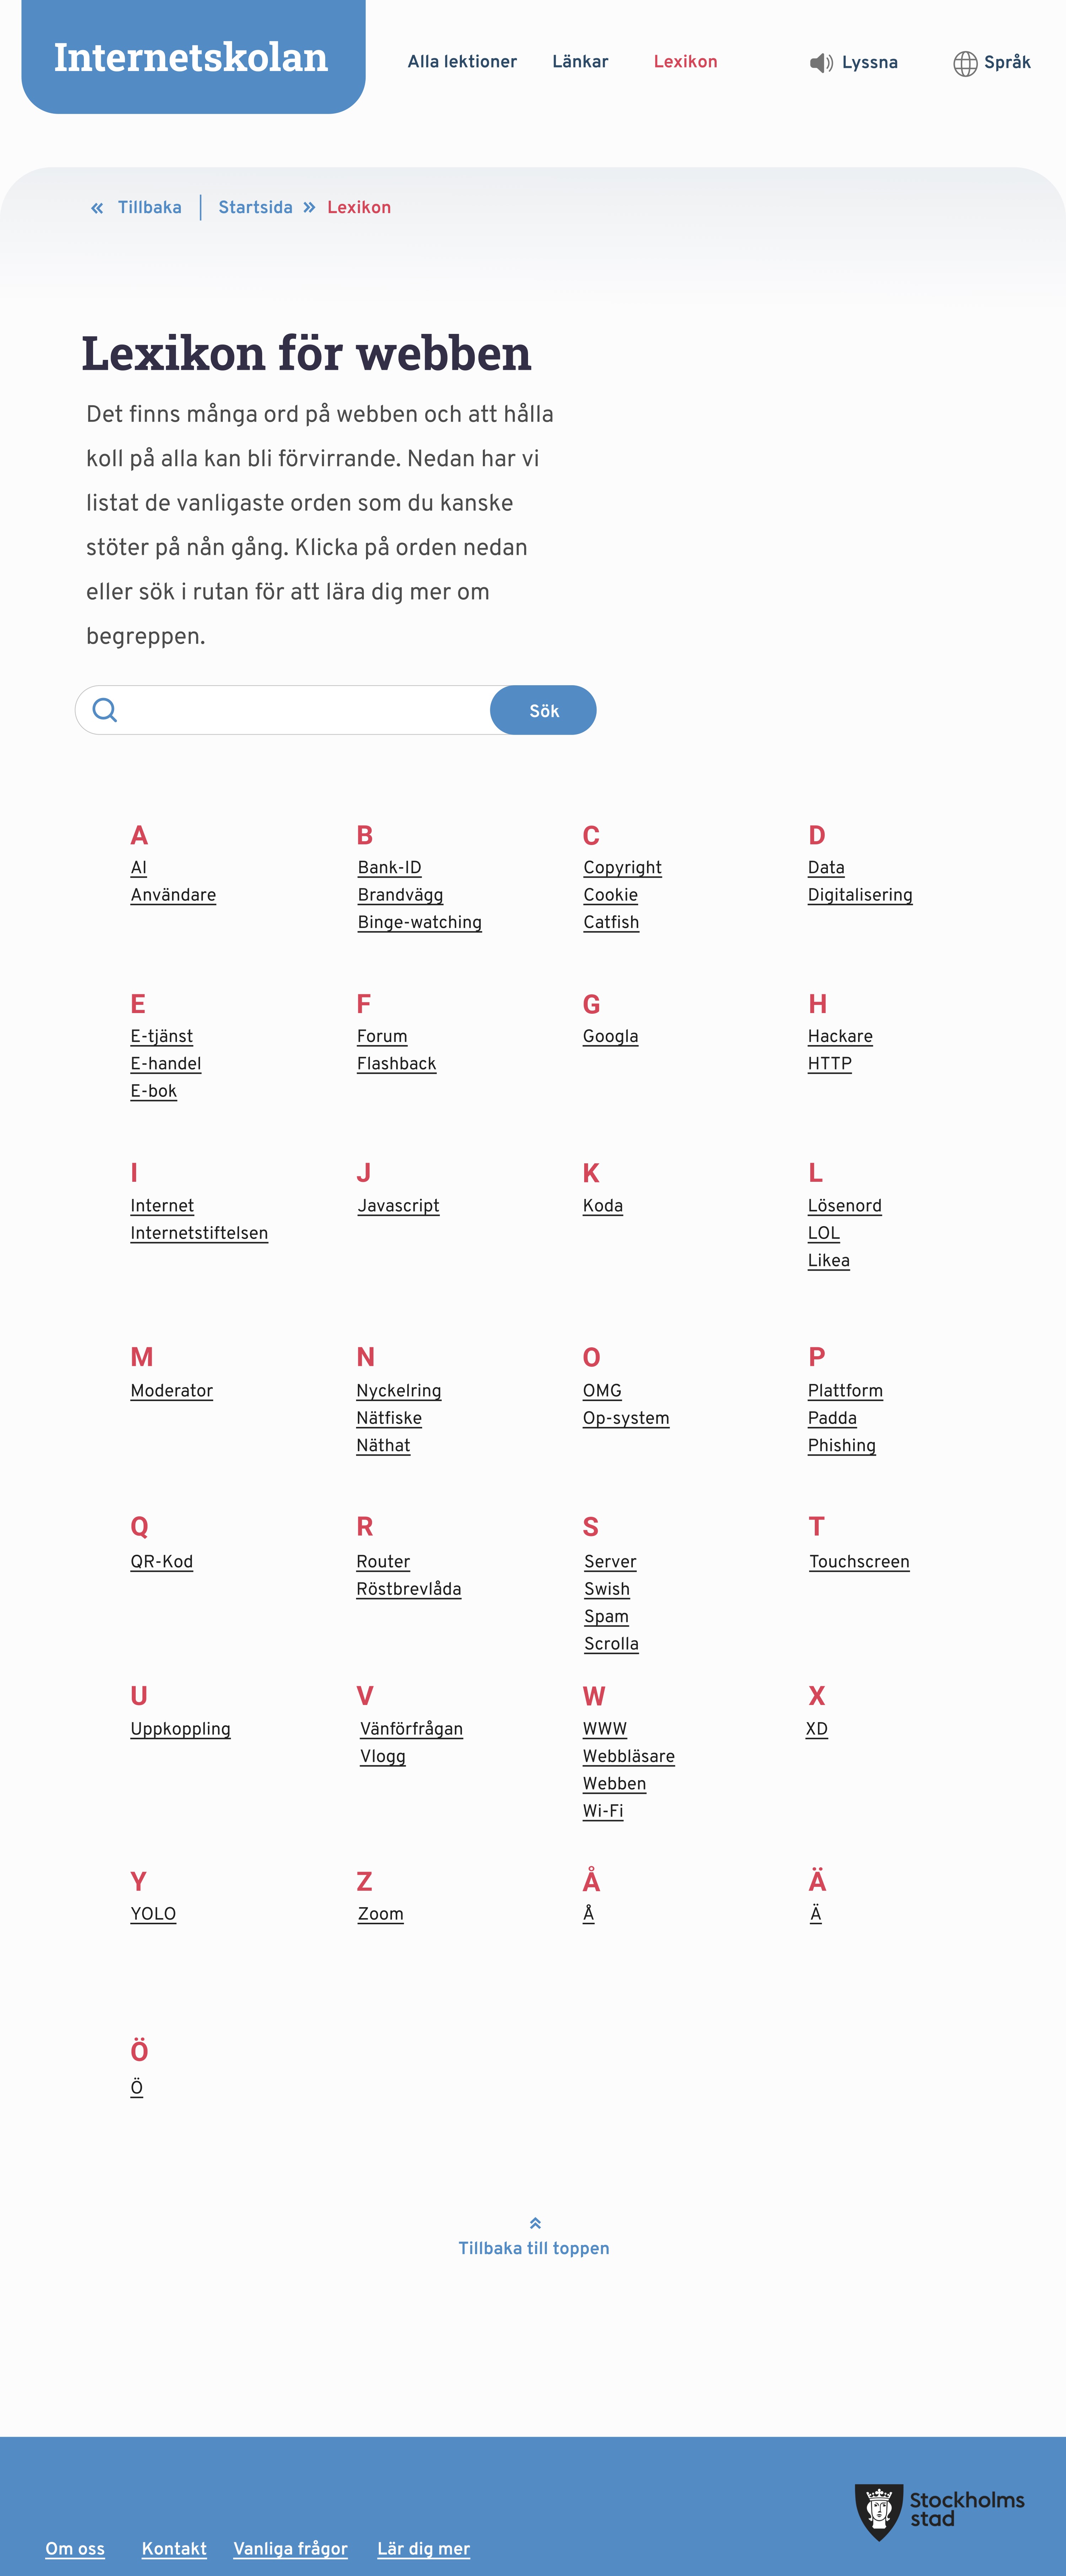 Internetskolan
Alla lektioner
Länkar
Lexikon
Lyssna
Språk
« Tillbaka | Startsida » Lexikon
Lexikon för webben
Det finns många ord på webben och att hålla
koll på alla kan bli förvirrande. Nedan har vi
listat de vanligaste orden som du kanske
stöter på nån gång. Klicka på orden nedan
eller sök i rutan för att lära dig mer om
begreppen.
Sök
A
AI
Användare
B
Bank-ID
Brandvägg
Binge-watching
C
Copyright
Cookie
Catfish
D
Data
Digitalisering
E
E-tjänst
E-handel
E-bok
F
Forum
Flashback
G
Googla
H
Hackare
HTTP
I
Internet
Internetstiftelsen
J
Javascript
K
Koda
L
Lösenord
LOL
Likea
M
Moderator
N
Nyckelring
Nätfiske
Näthat
O
OMG
Op-system
P
Plattform
Padda
Phishing
Q
QR-Kod
R
Router
Röstbrevlåda
S
Server
Swish
Spam
Scrolla
T
Touchscreen
U
Uppkoppling
V
Vänförfrågan
Vlogg
W
WWW
Webbläsare
Webben
Wi-Fi
X
XD
Y
YOLO
Z
Zoom
Å
Å
Ä
Ä
Ö
Ö
Tillbaka till toppen
Stockholms
stad
Om oss
Kontakt
Vanliga frågor
Lär dig mer